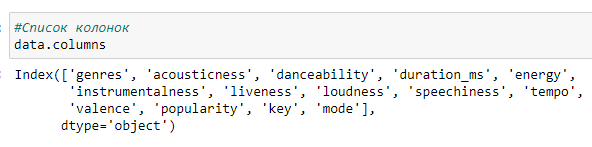 #Список колонок
data.columns
Index(['genres', 'acousticness', 'danceability', 'duration_ms', 'energy',
'instrumentalness', 'liveness', 'loudness', 'speechiness', 'tempo',
'valence', 'popularity', 'key', 'mode'],
dtype='object')